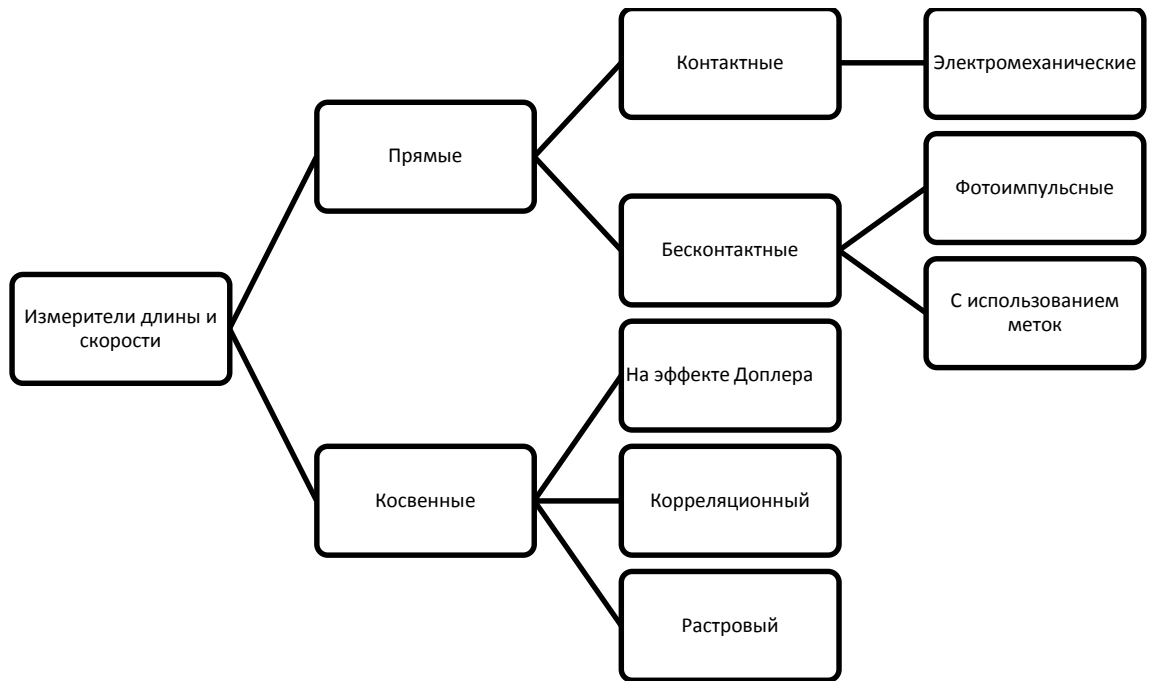 Контактные
Электромеханические
Прямые
Фотоимпульсные
Бесконтактные
Измерители длины и
скорости
С использованием
меток
На эффекте Доплера
Косвенные
Корреляционный
Растровый